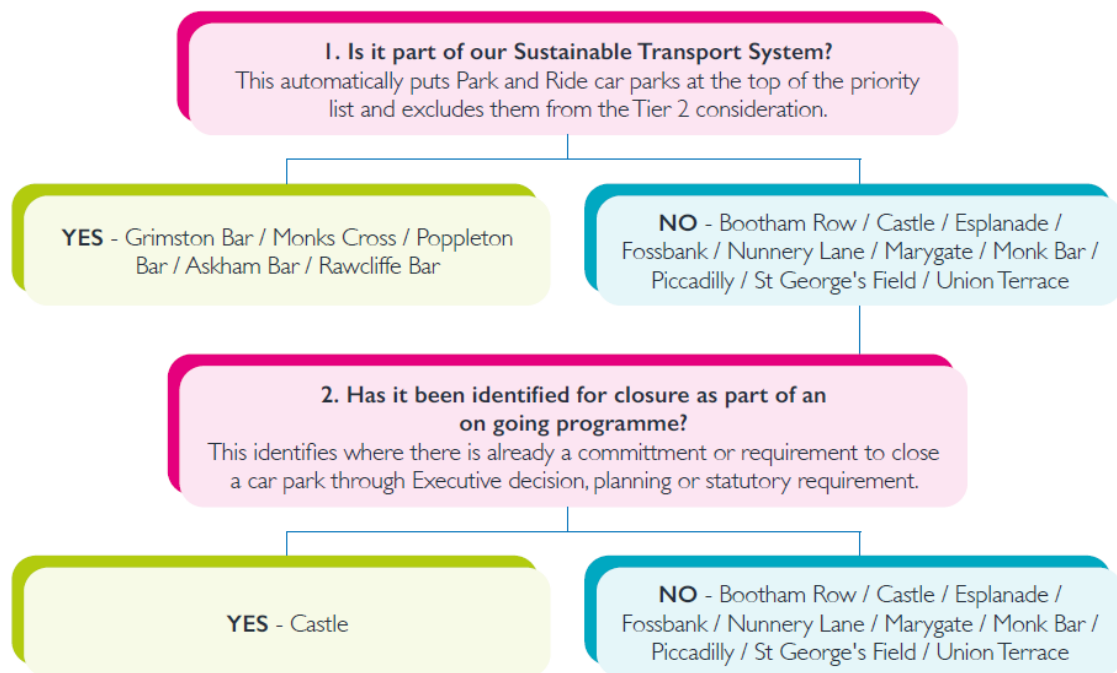 1. Is it part of our Sustainable Transport System?
This automatically puts Park and Ride car parks at the top of the priority
list and excludes them from the Tier 2 consideration.
YES - Grimston Bar / Monks Cross / Poppleton
Bar / Askham Bar / Rawcliffe Bar
NO - Bootham Row / Castle / Esplanade /
Fossbank / Nunnery Lane / Marygate / Monk Bar /
Piccadilly / St George's Field / Union Terrace
2. Has it been identified for closure as part of an
on going programme?
This identifies where there is already a committment or requirement to close
a car park through Executive decision, planning or statutory requirement.
YES - Castle
NO - Bootham Row / Castle / Esplanade /
Fossbank / Nunnery Lane / Marygate / Monk Bar /
Piccadilly / St George's Field / Union Terrace